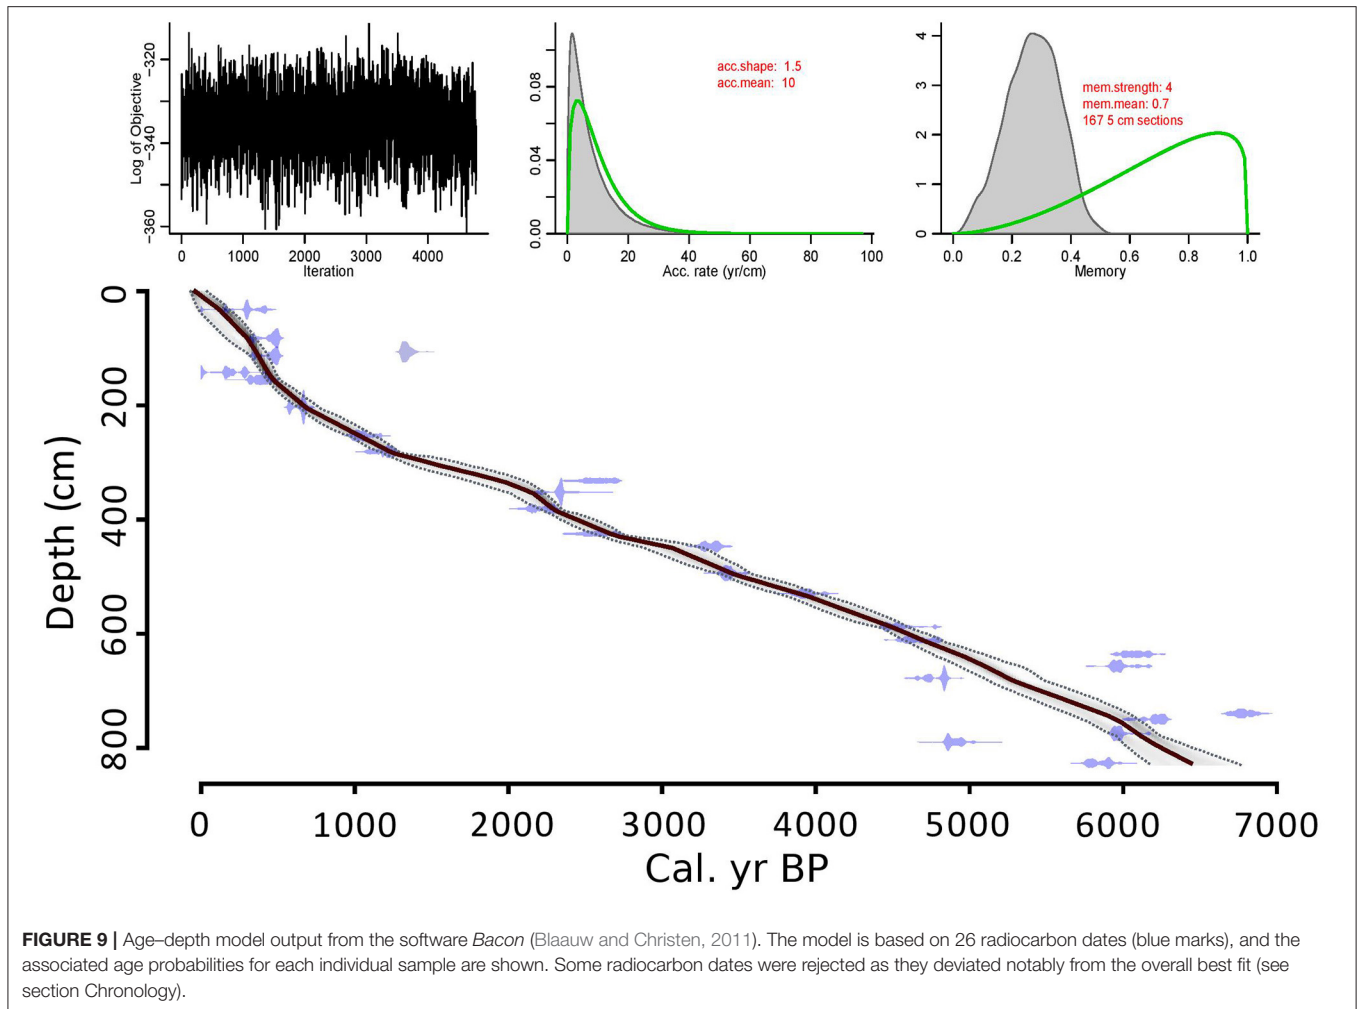 -320
-340
-360
Log of Objective
0 1000 2000 3000 4000
Iteration
0.08
0.04
0.00
acc.shape: 1.5
acc.mean: 10
0 20 40 60 80 100
Acc. rate (yr/cm)
4
3
2
1
0
mem.strength: 4
mem.mean: 0.7
167 5 cm sections
0.0 0.2 0.4 0.6 0.8 1.0
Memory
0
200
400
600
800
Depth (cm)
0 1000 2000 3000 4000 5000 6000 7000
Cal. yr BP
FIGURE 9 | Age–depth model output from the software Bacon (Blaauw and Christen, 2011). The model is based on 26 radiocarbon dates (blue marks), and the
associated age probabilities for each individual sample are shown. Some radiocarbon dates were rejected as they deviated notably from the overall best fit (see
section Chronology).